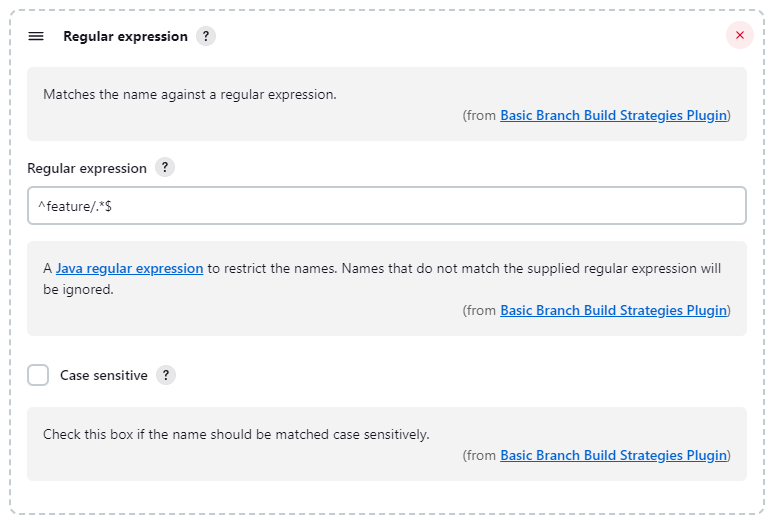 Regular expression ?
Matches the name against a regular expression.
(from Basic Branch Build Strategies Plugin)
Regular expression ?
^feature/.*$
A Java regular expression to restrict the names. Names that do not match the supplied regular expression will
be ignored.
(from Basic Branch Build Strategies Plugin)
Case sensitive ?
Check this box if the name should be matched case sensitively.
(from Basic Branch Build Strategies Plugin)